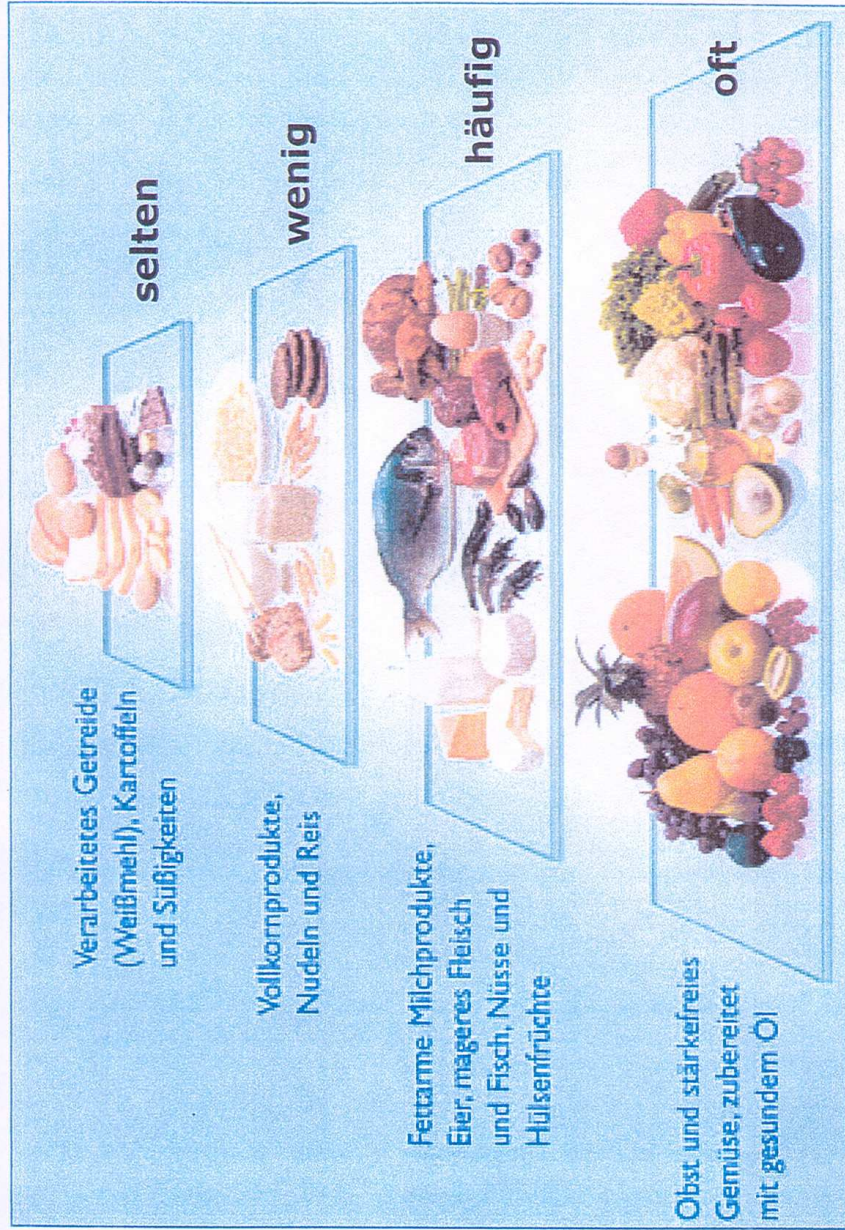 Verarbeitetes Getreide
(Weißmehl), Kartoffeln
und Süßigkeiten
selten
Vollkornprodukte,
Nudeln und Reis
wenig
Fettarme Milchprodukte,
Eier, mageres Fleisch
und Fisch, Nüsse und
Hülsenfrüchte
häufig
Obst und stärkefreies
Gemüse, zubereitet
mit gesundem Öl
oft